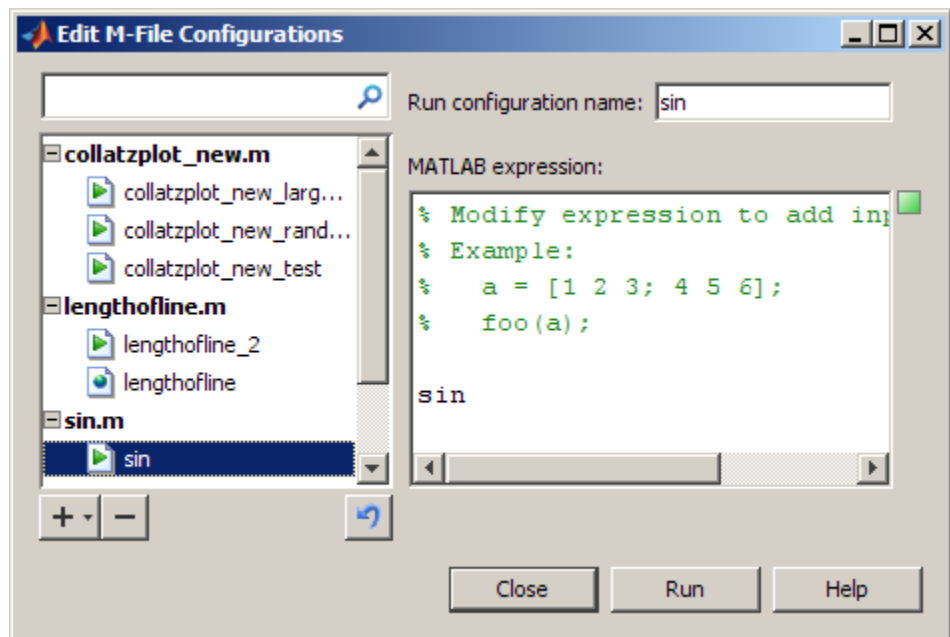 Edit M-File Configurations
Run configuration name: sin
collatzplot_new.m
collatzplot_new_larg...
collatzplot_new_rand...
collatzplot_new_test
lengthofline.m
lengthofline_2
lengthofline
sin.m
sin
MATLAB expression:
% Modify expression to add inp
% Example:
%   a = [1 2 3; 4 5 6];
%   foo(a);
sin
Close
Run
Help